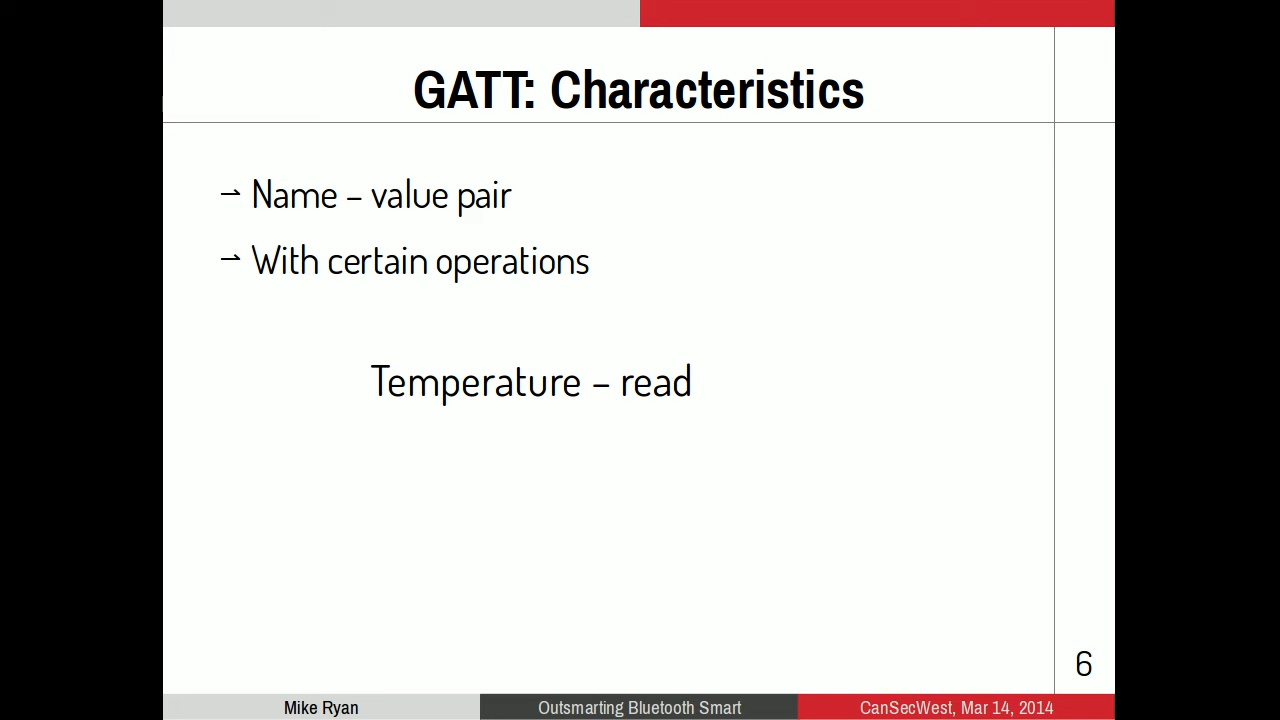 GATT: Characteristics
⇀ Name – value pair
⇀ With certain operations
Temperature – read
6
Mike Ryan
Outsmarting Bluetooth Smart
CanSecWest, Mar 14, 2014